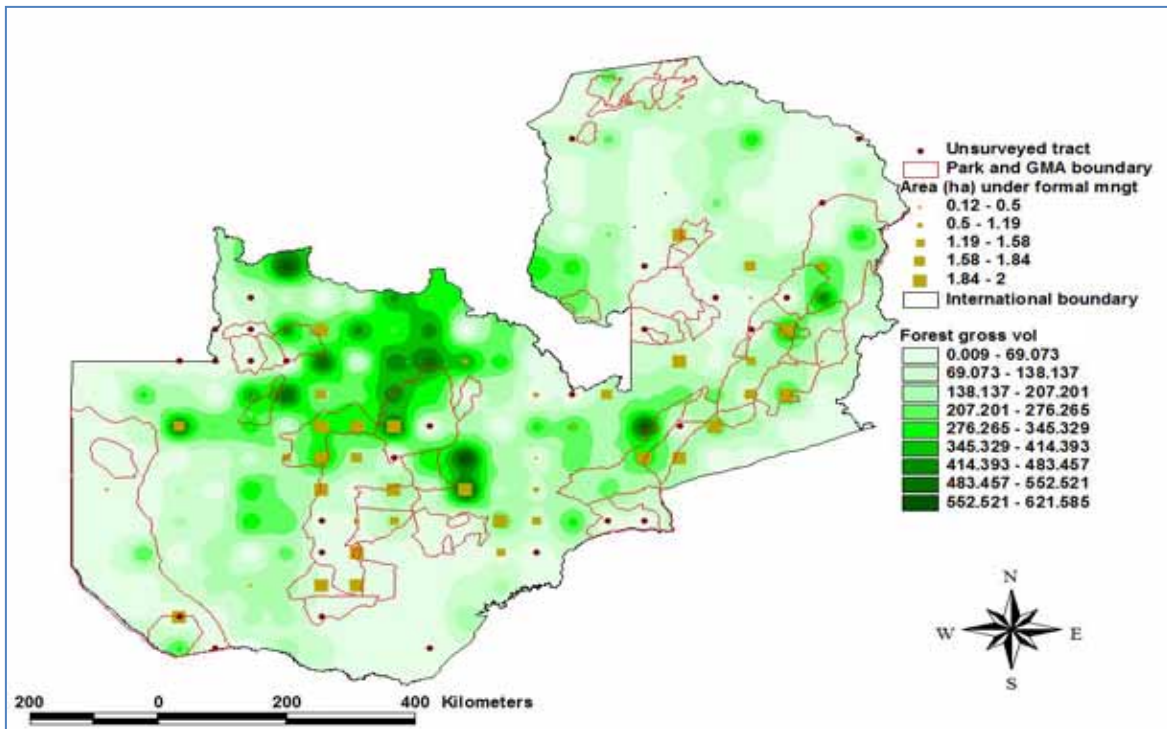 Unsurveyed tract
Park and GMA boundary
Area (ha) under formal mngt
0.12 - 0.5
0.5 - 1.19
1.19 - 1.58
1.58 - 1.84
1.84 - 2
International boundary
Forest gross vol
0.009 - 69.073
69.073 - 138.137
138.137 - 207.201
207.201 - 276.265
276.265 - 345.329
345.329 - 414.393
414.393 - 483.457
483.457 - 552.521
552.521 - 621.585
N
W E
S
200 0 200 400 Kilometers